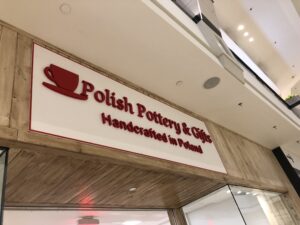 Polish Pottery & Gifts
Handcrafted in Poland